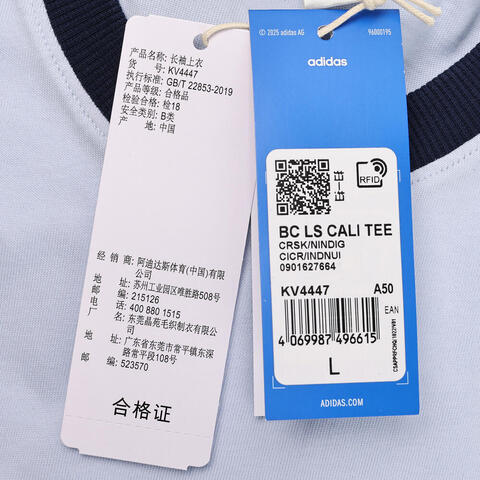 产品名称: 长袖上衣
货 号: KV4447
执行标准: GB/T 22853-2019
产品等级: 合格品
检验合格: 检18
安全类别: B类
产 地: 中国
经 销 商: 阿迪达斯体育(中国)有限公司
地 址: 苏州工业园区唯胜路508号
邮 编: 215126
电 话: 400 880 1515
厂 名: 东莞晶苑毛织制衣有限公司
厂 址: 广东省东莞市常平镇东深路常平段108号
邮 编: 523570
合格证
© 2025 adidas AG
96000195
adidas
RFID
BC LS CALI TEE
CRSK/NINDIG
CICR/INDNUI
0901627664
KV4447 A50
EAN
4 069987 496615
L
ADIDAS.COM